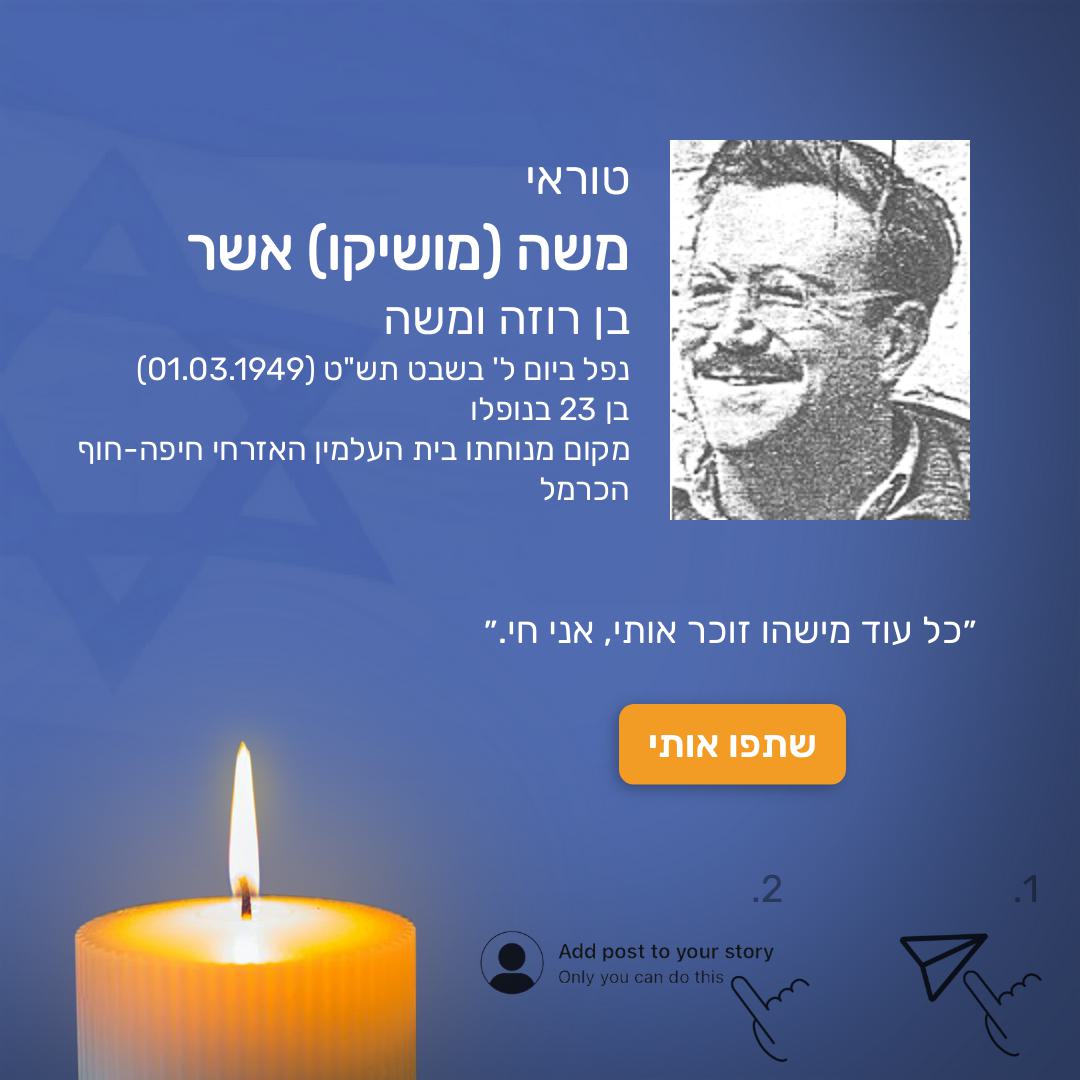 טוראי
משה (מושיקו) אשר
בן רוזה ומשה
נפל ביום ל' בשבט תש"ט (01.03.1949)
בן 23 בנופלו
מקום מנוחתו בית העלמין האזרחי חיפה-חוף
הכרמל
״כל עוד מישהו זוכר אותי, אני חי.״
שתפו אותי
1.
2.
Add post to your story
Only you can do this